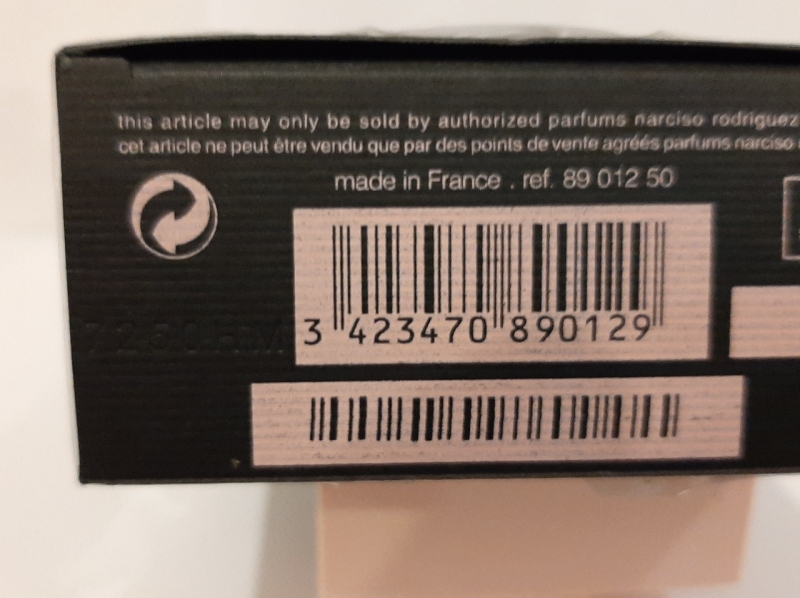 this article may only be sold by authorized parfums narciso rodriguez
cet article ne peut être vendu que par des points de vente agréés parfums narciso
made in France . ref. 89 012 50
3 423470 890129